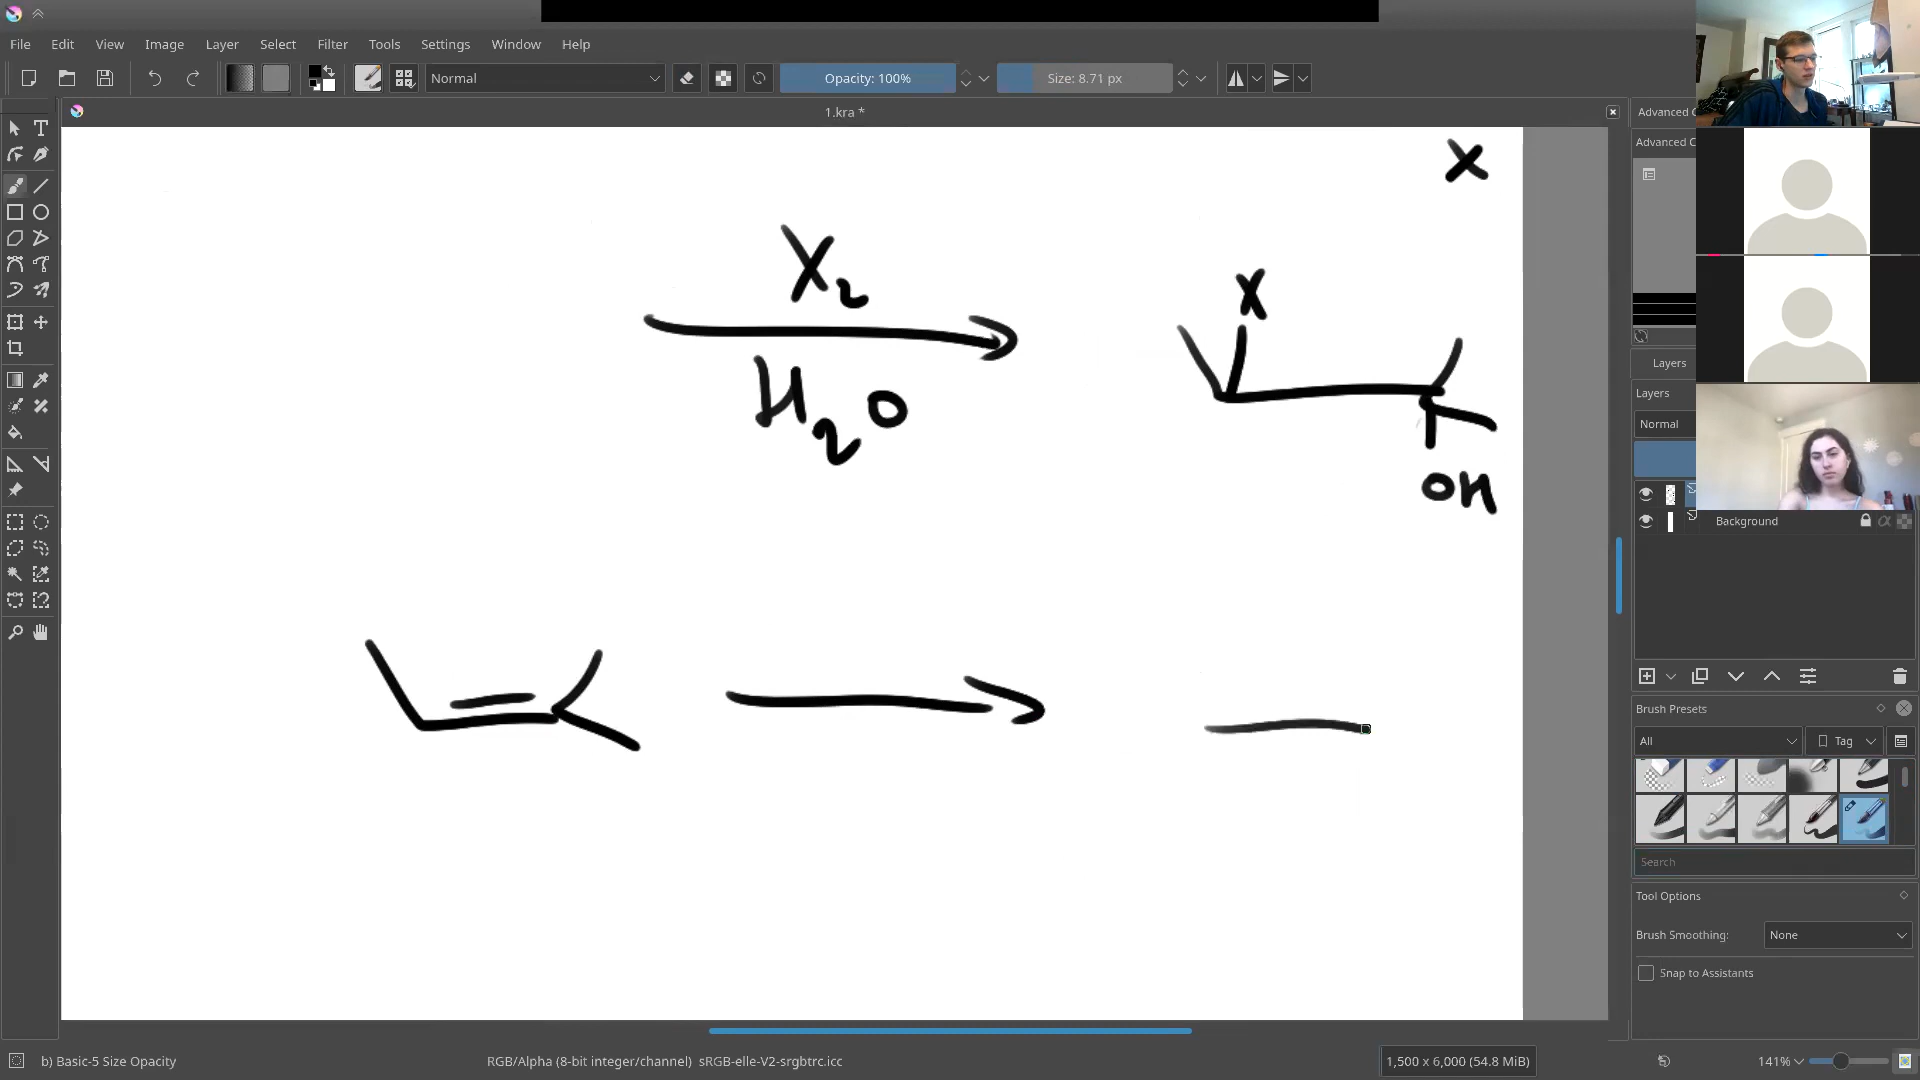 File Edit View Image Layer Select Filter Tools Settings Window Help
Normal
Opacity: 100%
Size: 8.71 px
1.kra *
Advanced C
Advanced C
X
X₂
H₂O
X
OH
Layers
Layers
Normal
Background
Brush Presets
All
Tag
Search
Tool Options
Brush Smoothing: None
Snap to Assistants
b) Basic-5 Size Opacity
RGB/Alpha (8-bit integer/channel) sRGB-elle-V2-srgbtrc.icc
1,500 x 6,000 (54.8 MiB)
141%